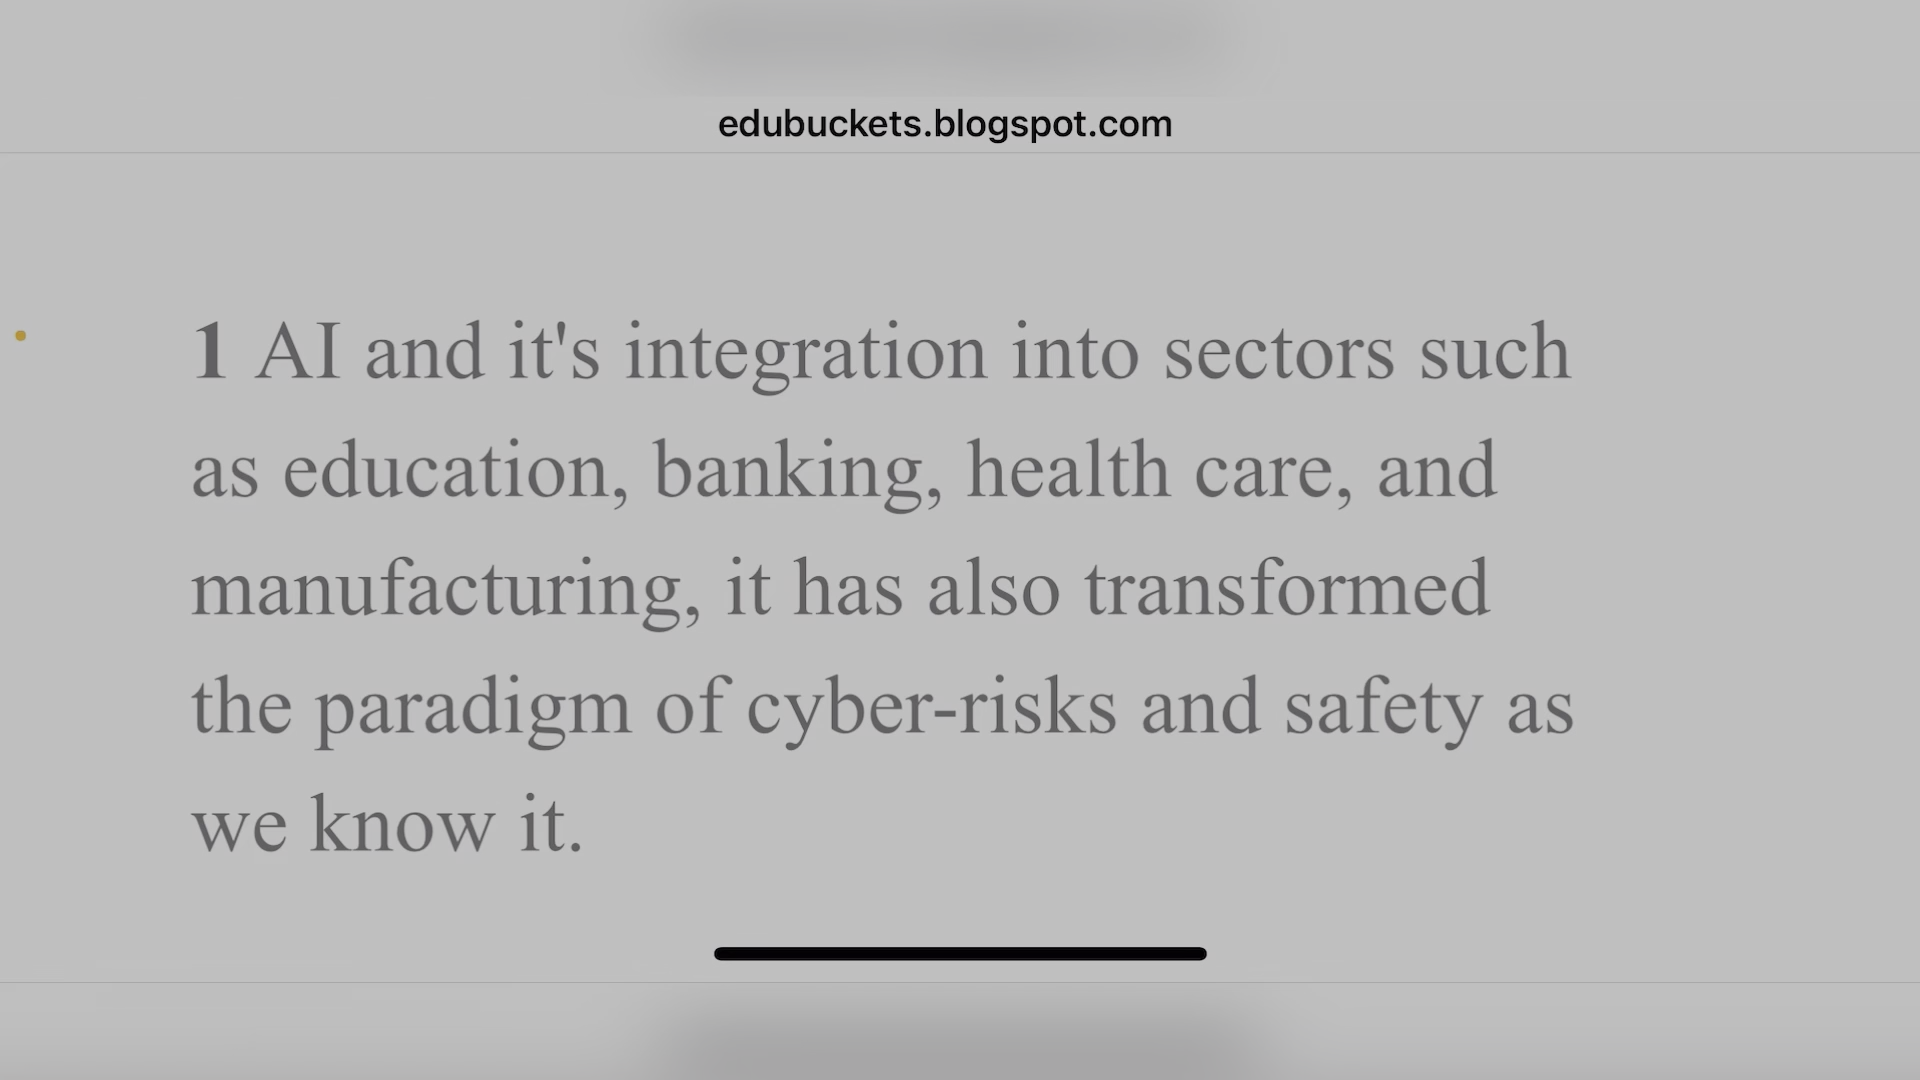 edubuckets.blogspot.com
1 AI and it's integration into sectors such
as education, banking, health care, and
manufacturing, it has also transformed
the paradigm of cyber-risks and safety as
we know it.